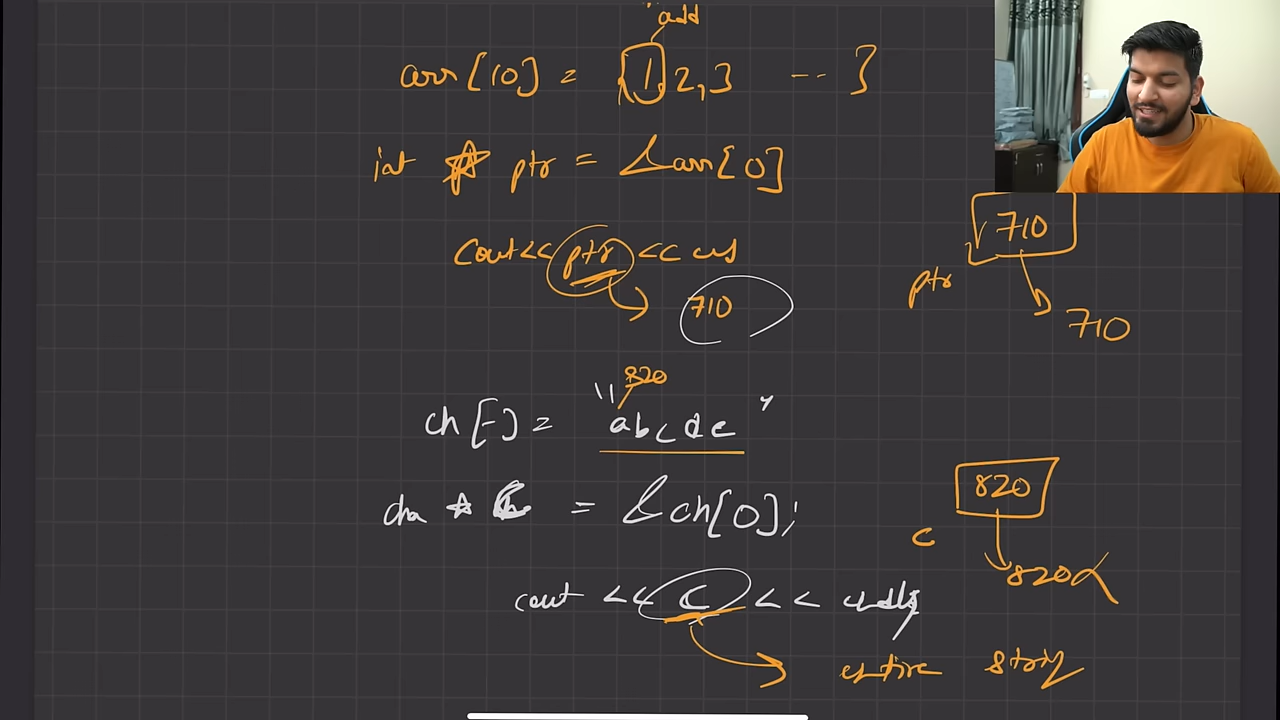 add
arr[10] = {1 2,3 -- }
int * ptr = &arr[0]
710
cout<< ptr << endl
ptr
710
710
820
ch[-] = "abcde"
820
cha * c = &ch[0];
c
820
cout << c << endl;
entire string